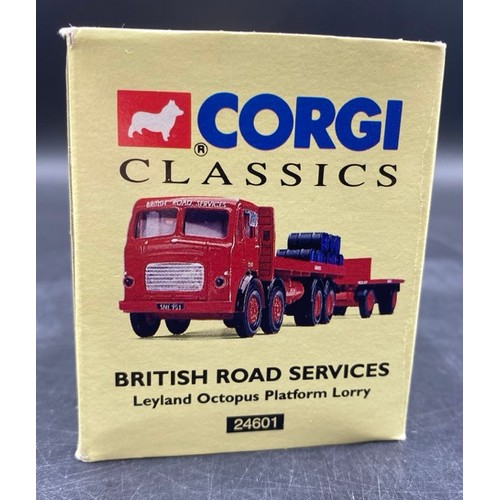 CORGI
®
CLASSICS
BRITISH ROAD SERVICES
BRITISH ROAD SERVICES
Leyland Octopus Platform Lorry
24601